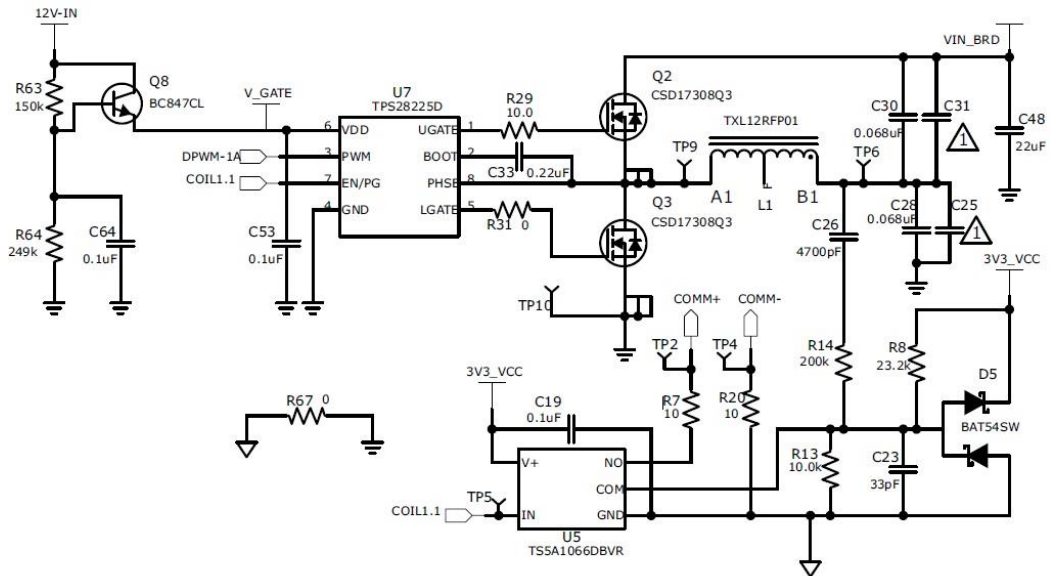 12V-IN
R63
150k
Q8
BC847CL
V_GATE
R64
249k
C64
0.1uF
C53
0.1uF
DPWM-1A
COIL1.1
U7
TPS28225D
6
VDD
UGATE
1
3
PWM
BOOT
2
7
EN/PG
PHSE
8
4
GND
LGATE
5
R29
10.0
C33
0.22uF
R31
0
Q2
CSD17308Q3
Q3
CSD17308Q3
TP10
TP9
TXL12RFP01
A1
L1
B1
TP6
VIN_BRD
C30
0.068uF
C31
1
C48
22uF
C26
4700pF
C28
0.068uF
C25
1
3V3_VCC
R14
200k
R8
23.2k
D5
BAT54SW
COMM+
COMM-
TP2
TP4
R7
10
R20
10
R13
10.0k
C23
33pF
R67
0
3V3_VCC
C19
0.1uF
V+
NO
COM
IN
GND
TP5
COIL1.1
U5
TS5A1066DBVR